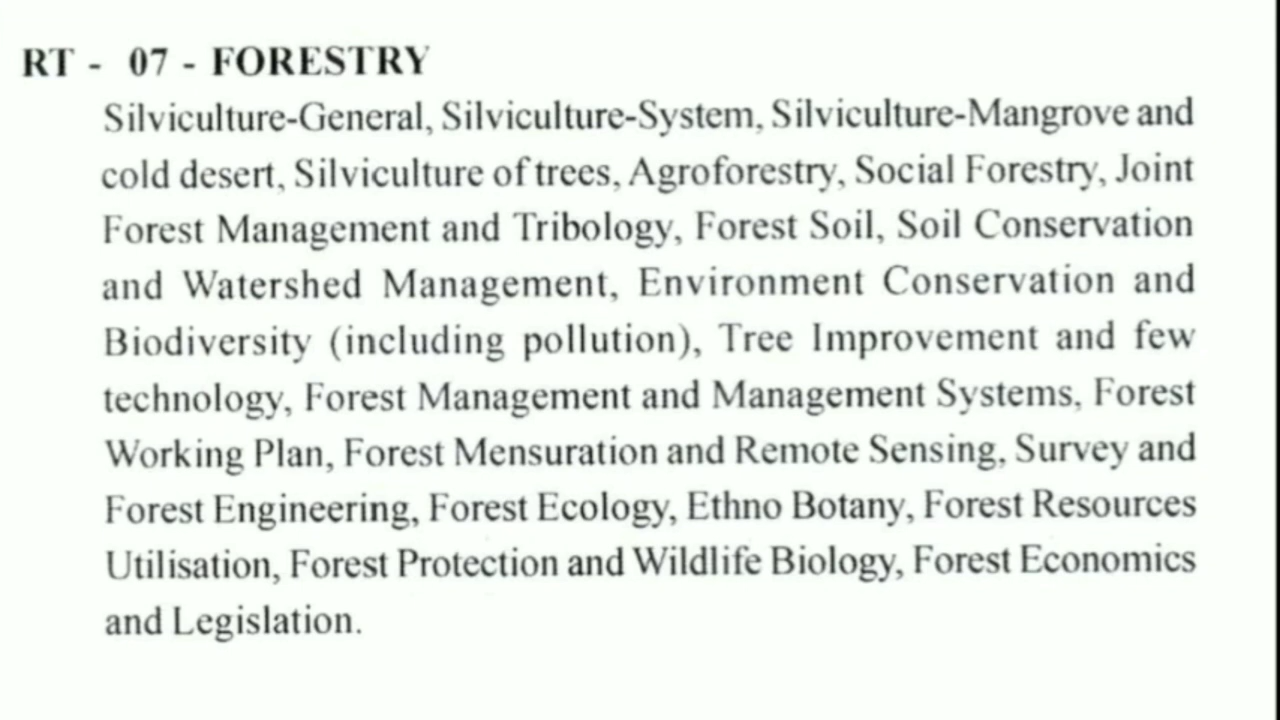 RT - 07 - FORESTRY
Silviculture-General, Silviculture-System, Silviculture-Mangrove and
cold desert, Silviculture of trees, Agroforestry, Social Forestry, Joint
Forest Management and Tribology, Forest Soil, Soil Conservation
and Watershed Management, Environment Conservation and
Biodiversity (including pollution), Tree Improvement and few
technology, Forest Management and Management Systems, Forest
Working Plan, Forest Mensuration and Remote Sensing, Survey and
Forest Engineering, Forest Ecology, Ethno Botany, Forest Resources
Utilisation, Forest Protection and Wildlife Biology, Forest Economics
and Legislation.